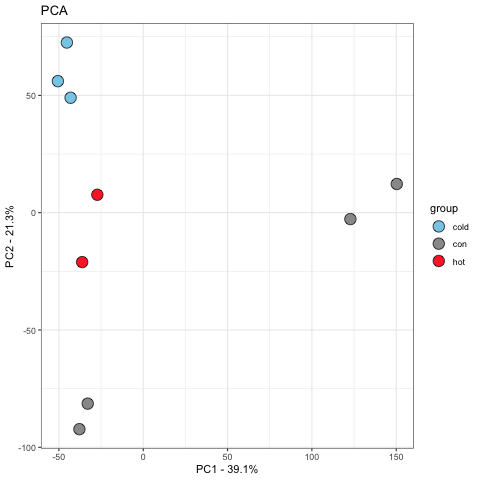 PCA
50
0
-50
-100
-50
0
50
100
150
PC1 - 39.1%
PC2 - 21.3%
group
cold
con
hot